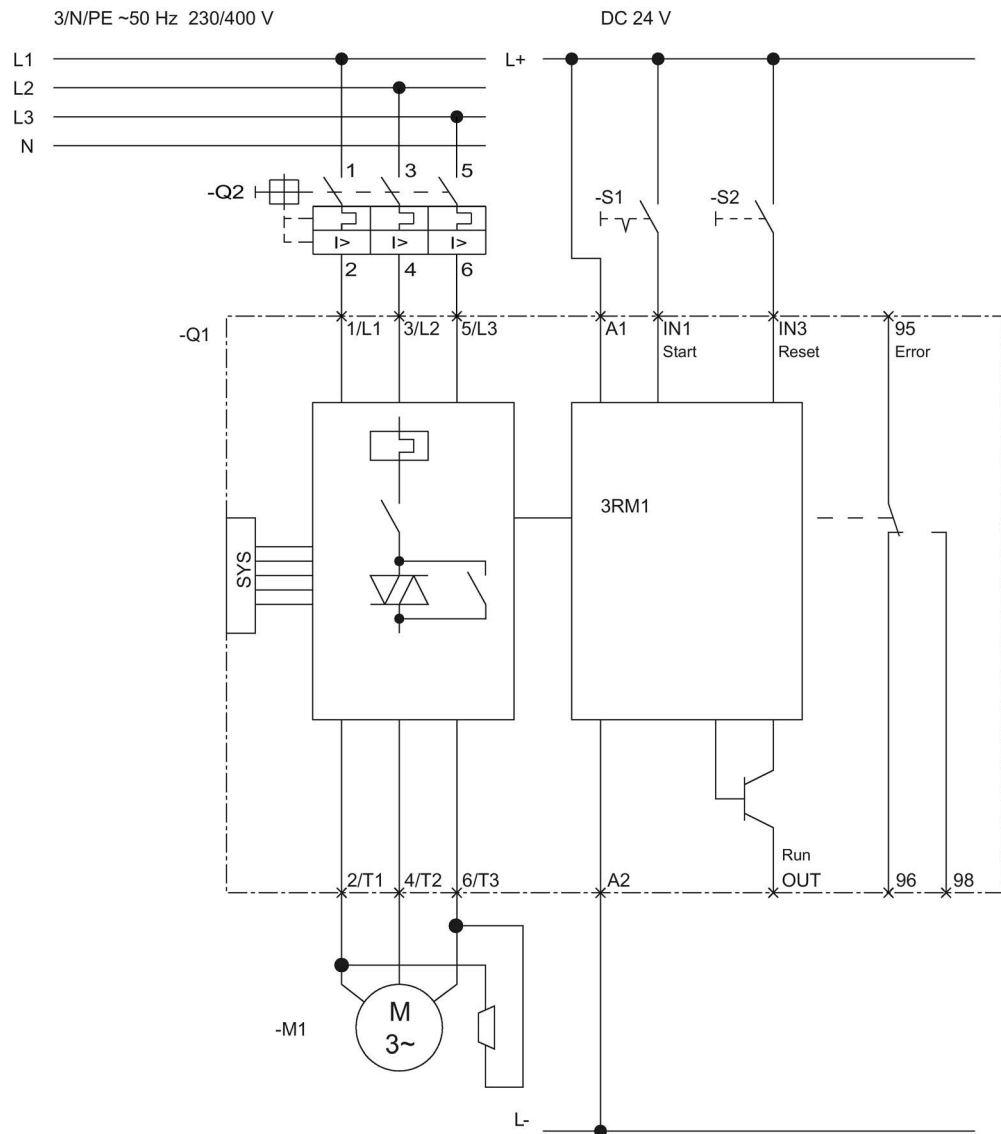 3/N/PE ~50 Hz 230/400 V
DC 24 V
L1
L+
L2
L3
N
1
3
5
-Q2
-S1
-S2
I>
I>
I>
2
4
6
-Q1
1/L1
3/L2
5/L3
A1
IN1
IN3
95
Start
Reset
Error
3RM1
SYS
Run
2/T1
4/T2
6/T3
A2
OUT
96
98
-M1
M
3~
L-